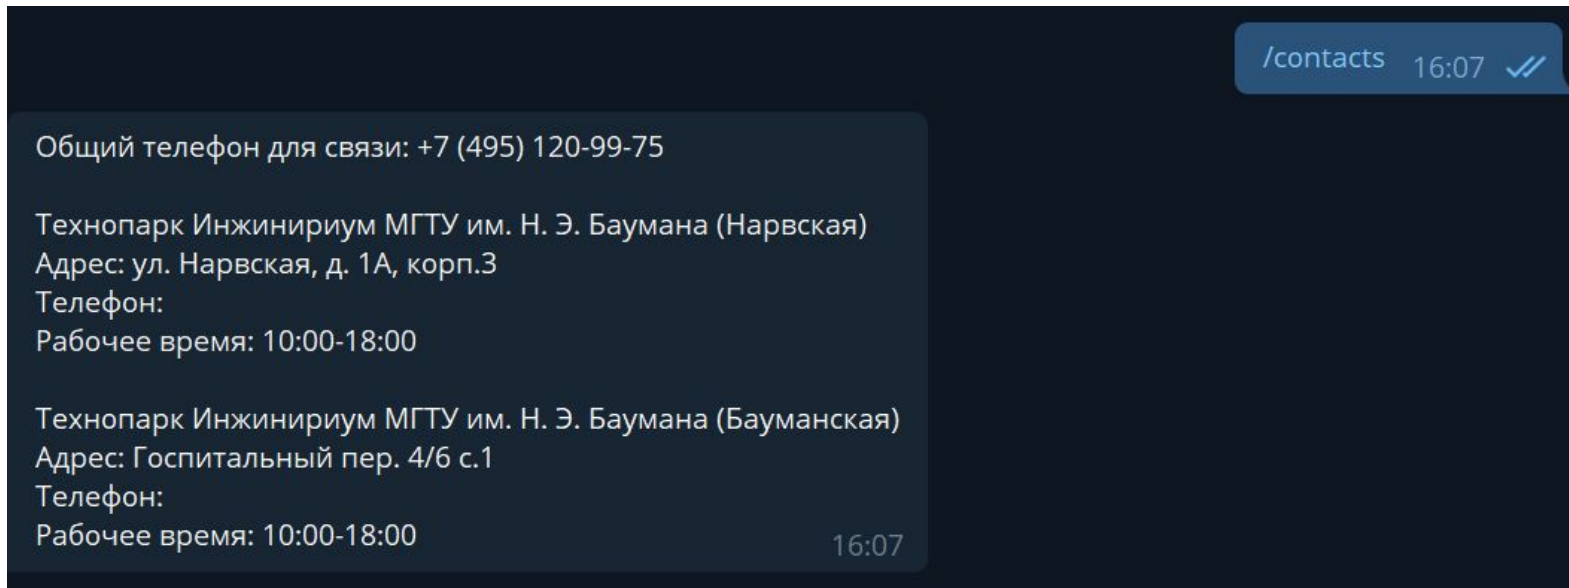 /contacts 16:07
Общий телефон для связи: +7 (495) 120-99-75
Технопарк Инжинириум МГТУ им. Н. Э. Баумана (Нарвская)
Адрес: ул. Нарвская, д. 1А, корп.3
Телефон:
Рабочее время: 10:00-18:00
Технопарк Инжинириум МГТУ им. Н. Э. Баумана (Бауманская)
Адрес: Госпитальный пер. 4/6 с.1
Телефон:
Рабочее время: 10:00-18:00
16:07